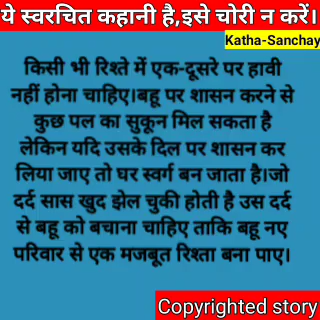 ये स्वरचित कहानी है,इसे चोरी न करें।
Katha-Sanchay
किसी भी रिश्ते में एक-दूसरे पर हावी
नहीं होना चाहिए।बहू पर शासन करने से
कुछ पल का सुकून मिल सकता है
लेकिन यदि उसके दिल पर शासन कर
लिया जाए तो घर स्वर्ग बन जाता है।जो
दर्द सास खुद झेल चुकी होती है उस दर्द
से बहू को बचाना चाहिए ताकि बहू नए
परिवार से एक मजबूत रिश्ता बना पाए।
Copyrighted story